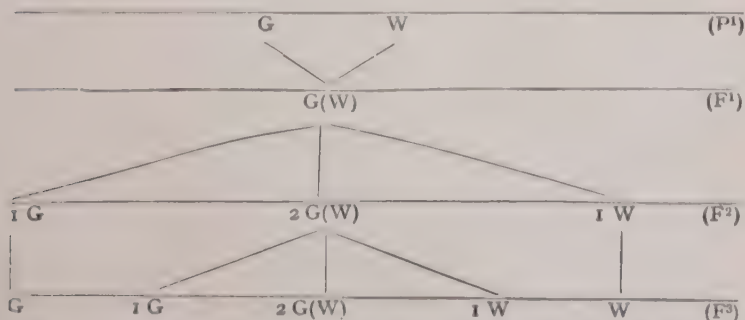 G W (P¹)
G(W) (F¹)
1 G 2 G(W) 1 W (F²)
G 1 G 2 G(W) 1 W W (F³)